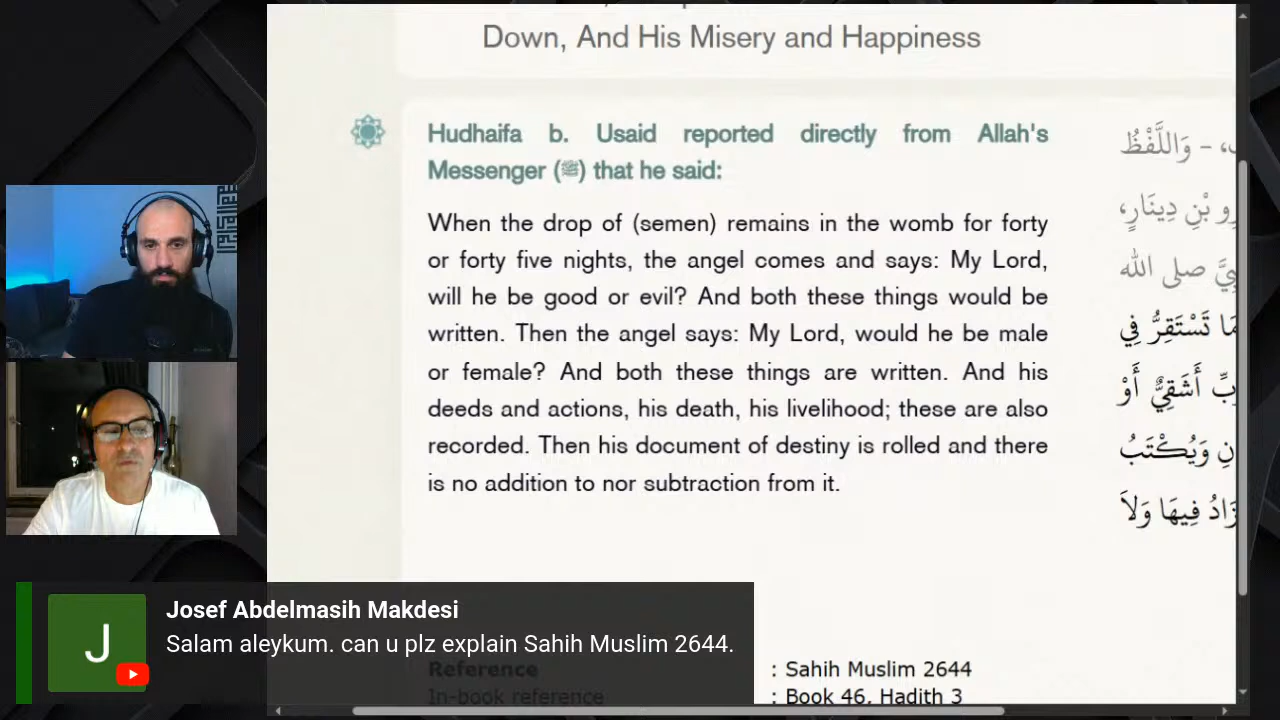 Down, And His Misery and Happiness
Hudhaifa b. Usaid reported directly from Allah's
Messenger (ﷺ) that he said:
When the drop of (semen) remains in the womb for forty
or forty five nights, the angel comes and says: My Lord,
will he be good or evil? And both these things would be
written. Then the angel says: My Lord, would he be male
or female? And both these things are written. And his
deeds and actions, his death, his livelihood; these are also
recorded. Then his document of destiny is rolled and there
is no addition to nor subtraction from it.
وَاللَّفْظُ -
بْنِ دِينَارٍ،
صلى الله
تَسْتَقِرُّ فِي
أَشَقِيٌّ أَوْ
وَيُكْتَبُ
فِيهَا وَلاَ
J
Josef Abdelmasih Makdesi
Salam aleykum. can u plz explain Sahih Muslim 2644.
Reference : Sahih Muslim 2644
In-book reference : Book 46, Hadith 3